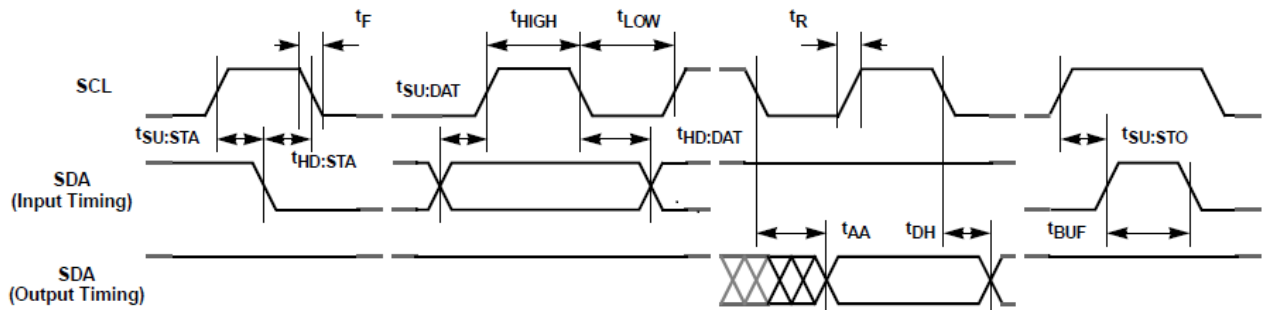 tF
tHIGH
tLOW
tR
SCL
tSU:DAT
tSU:STA
tHD:STA
tHD:DAT
tSU:STO
SDA
(Input Timing)
tAA
tDH
tBUF
SDA
(Output Timing)